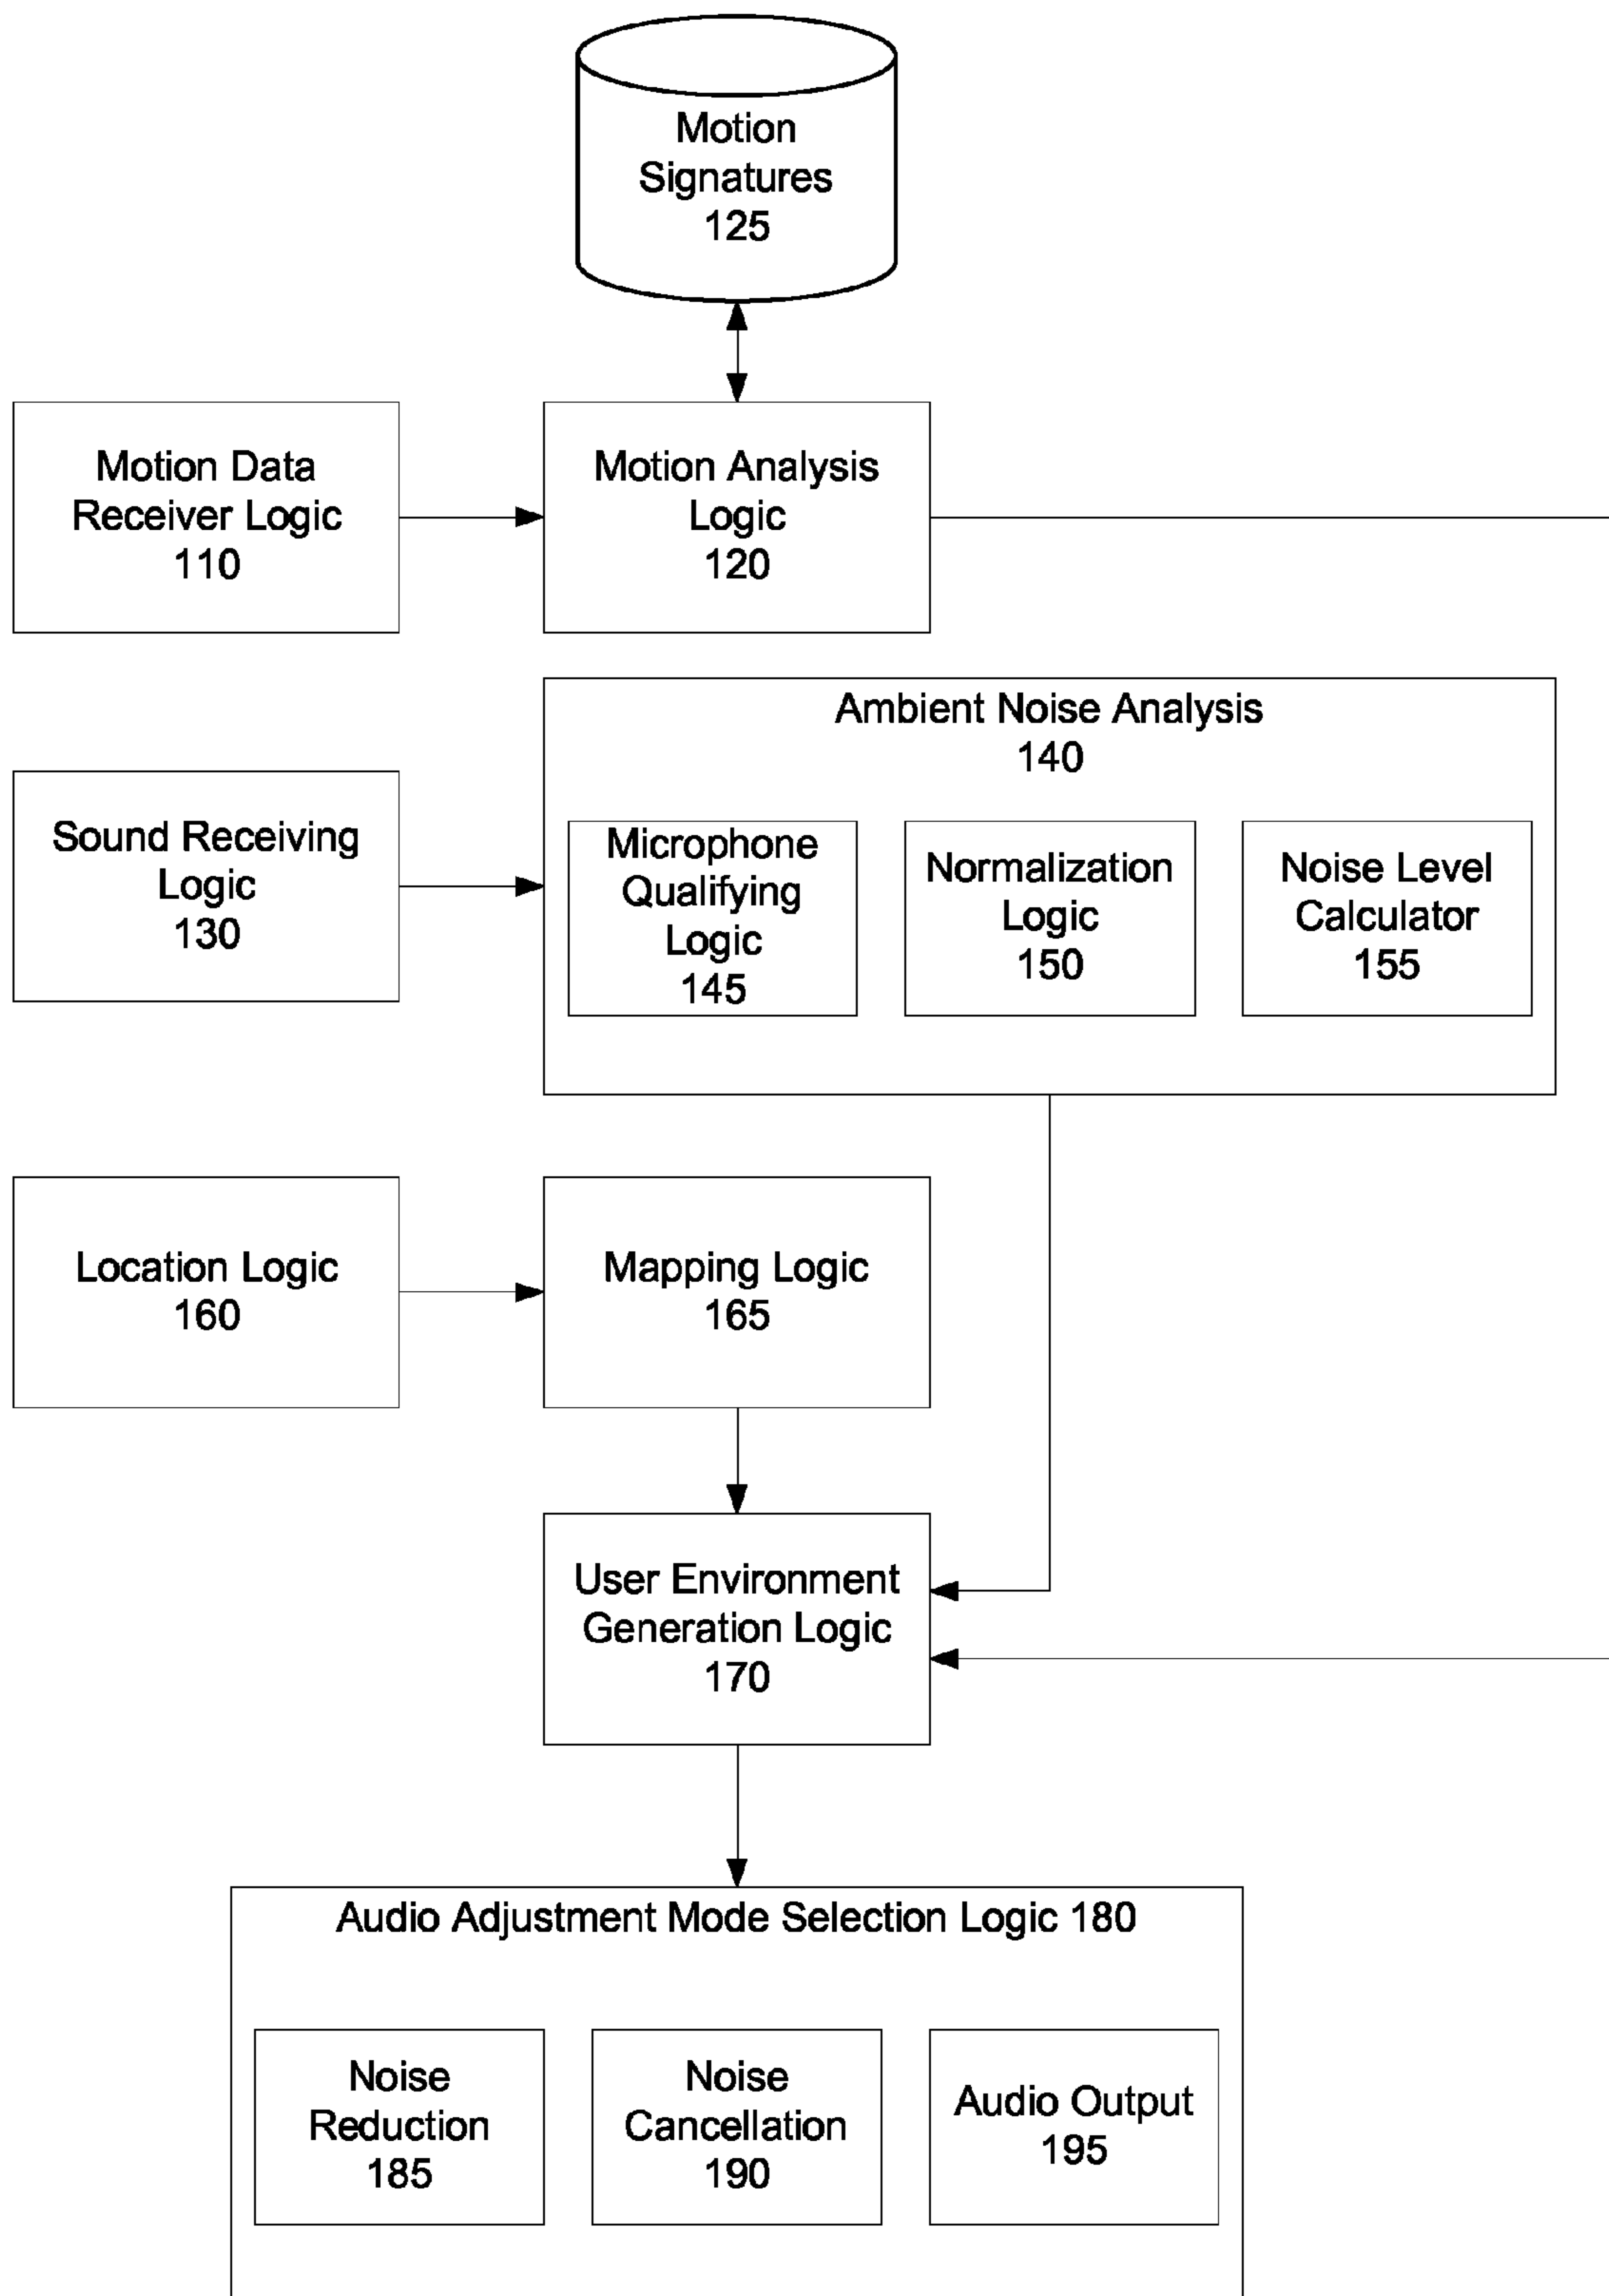 Motion
Signatures
125
Motion Data
Receiver Logic
110
Motion Analysis
Logic
120
Ambient Noise Analysis
140
Sound Receiving
Logic
130
Microphone
Qualifying
Logic
145
Normalization
Logic
150
Noise Level
Calculator
155
Location Logic
160
Mapping Logic
165
User Environment
Generation Logic
170
Audio Adjustment Mode Selection Logic 180
Noise
Reduction
185
Noise
Cancellation
190
Audio Output
195